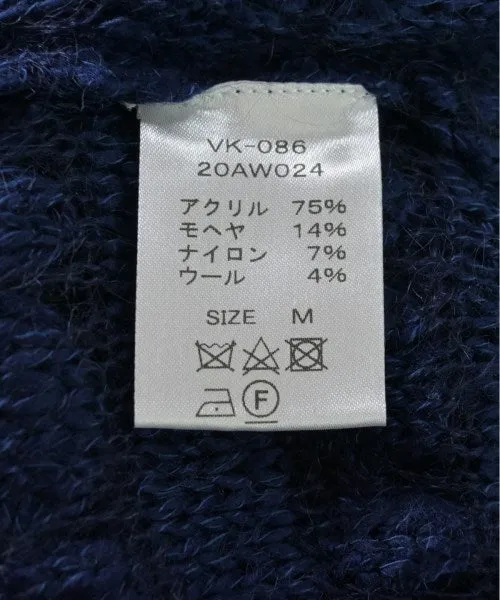 VK-086
20AW024
アクリル 75%
モヘヤ 14%
ナイロン 7%
ウール 4%
SIZE M
F